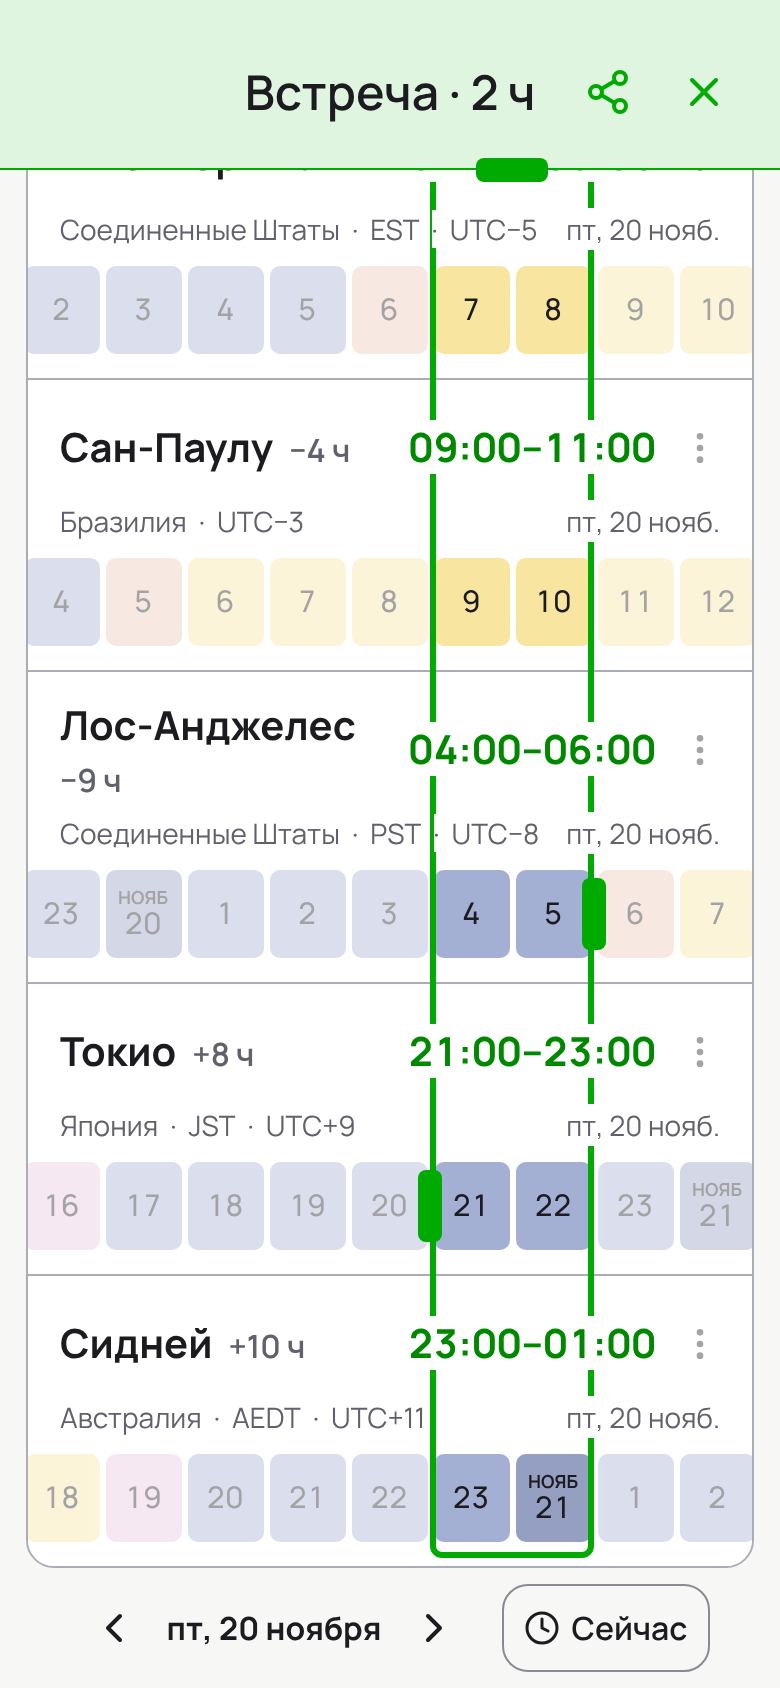 Встреча · 2 ч
Соединенные Штаты · EST · UTC−5 пт, 20 нояб.
2 3 4 5 6 7 8 9 10
Сан-Паулу −4 ч 09:00–11:00
Бразилия · UTC−3 пт, 20 нояб.
4 5 6 7 8 9 10 11 12
Лос-Анджелес
−9 ч
04:00–06:00
Соединенные Штаты · PST · UTC−8 пт, 20 нояб.
23 НОЯБ 20 1 2 3 4 5 6 7
Токио +8 ч 21:00–23:00
Япония · JST · UTC+9 пт, 20 нояб.
16 17 18 19 20 21 22 23 НОЯБ 21
Сидней +10 ч 23:00–01:00
Австралия · AEDT · UTC+11 пт, 20 нояб.
18 19 20 21 22 23 НОЯБ 21 1 2
пт, 20 ноября
Сейчас